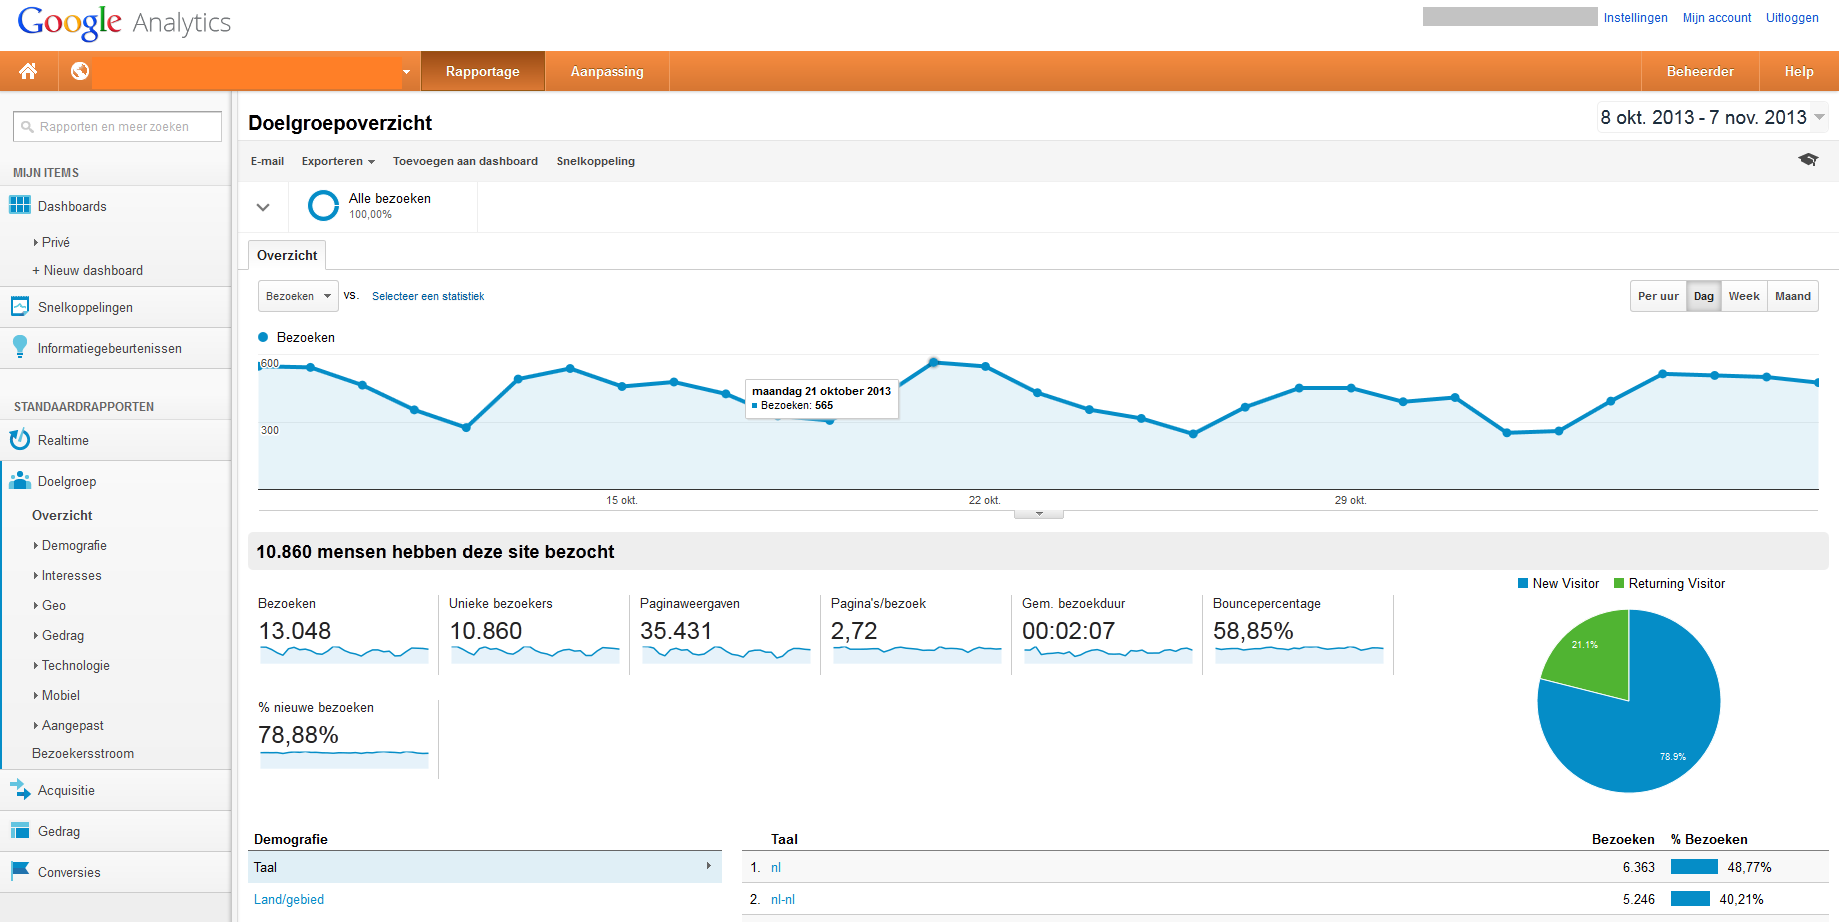 Google Analytics
Instellingen Mijn account Uitloggen
Rapportage Aanpassing Beheerder Help
Rapporten en meer zoeken
MIJN ITEMS
Dashboards
Privé
+ Nieuw dashboard
Snelkoppelingen
Informatiegebeurtenissen
STANDAARDRAPPORTEN
Realtime
Doelgroep
Overzicht
Demografie
Interesses
Geo
Gedrag
Technologie
Mobiel
Aangepast
Bezoekersstroom
Acquisitie
Gedrag
Conversies
Doelgroepoverzicht
8 okt. 2013 - 7 nov. 2013
E-mail Exporteren Toevoegen aan dashboard Snelkoppeling
Alle bezoeken
100,00%
Overzicht
Bezoeken vs. Selecteer een statistiek
Per uur Dag Week Maand
Bezoeken
600
300
maandag 21 oktober 2013
Bezoeken: 565
15 okt. 22 okt. 29 okt.
10.860 mensen hebben deze site bezocht
Bezoeken
13.048
Unieke bezoekers
10.860
Paginaweergaven
35.431
Pagina's/bezoek
2,72
Gem. bezoekduur
00:02:07
Bouncepercentage
58,85%
% nieuwe bezoeken
78,88%
New Visitor Returning Visitor
21.1%
78.9%
Demografie
Taal
Land/gebied
Taal Bezoeken % Bezoeken
1. nl 6.363 48,77%
2. nl-nl 5.246 40,21%